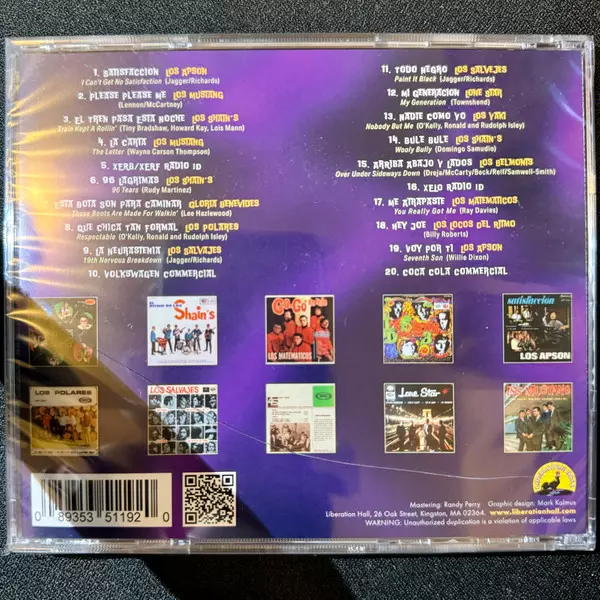 1. SATISFACCION LOS APSON
I Can't Get No Satisfaction (Jagger/Richards)
2. PLEASE PLEASE ME LOS MUSTANG
(Lennon/McCartney)
3. EL TREN PASA ESTA NOCHE LOS SHAIN'S
Train Kept A Rollin' (Tiny Bradshaw, Howard Kay, Lois Mann)
4. LA CARTA LOS MUSTANG
The Letter (Wayne Carson Thompson)
5. XERB/XERF RADIO ID
6. 96 LAGRIMAS LOS SHAIN'S
96 Tears (Rudy Martinez)
ESTA BOTA SON PARA CAMINAR GLORIA BENEVIDES
These Boots Are Made For Walkin' (Lee Hazlewood)
8. QUE CHICA TAN FORMAL LOS POLARES
Respectable (O'Kelly, Ronald and Rudolph Isley)
9. LA NEURASTENIA LOS SALVAJES
19th Nervous Breakdown (Jagger/Richards)
10. VOLKSWAGEN COMMERCIAL
11. TODO NEGRO LOS SALVEJES
Paint It Black (Jagger/Richards)
12. MI GENERACION LONE STAR
My Generation (Townshend)
13. NADIE COMO YO LOS YAKI
Nobody But Me (O'Kelly, Ronald and Rudolph Isley)
14. BULE BULE LOS SHAIN'S
Wooly Bully (Domingo Samudio)
15. ARRIBA ABAJO Y LADOS LOS BELMONTS
Over Under Sideways Down (Dreja/McCarty/Beck/Relf/Samwell-Smith)
16. XELO RADIO ID
17. ME ATRAPASTE LOS MATEMATICOS
You Really Got Me (Ray Davies)
18. HEY JOE LOS LOCOS DEL RITMO
(Billy Roberts)
19. VOY POR TI LOS APSON
Seventh Son (Willie Dixon)
20. COCA COLA COMMERCIAL
Shain's
LOS MATEMATICOS
satisfaccion
LOS APSON
LOS POLARES
LOS SALVAJES
Lone Star
LOS MUSTANG
0 89353 51192 0
Mastering: Randy Perry Graphic design: Mark Kalmus
Liberation Hall, 26 Oak Street, Kingston, MA 02364. www.liberationhall.com
WARNING: Unauthorized duplication is a violation of applicable laws